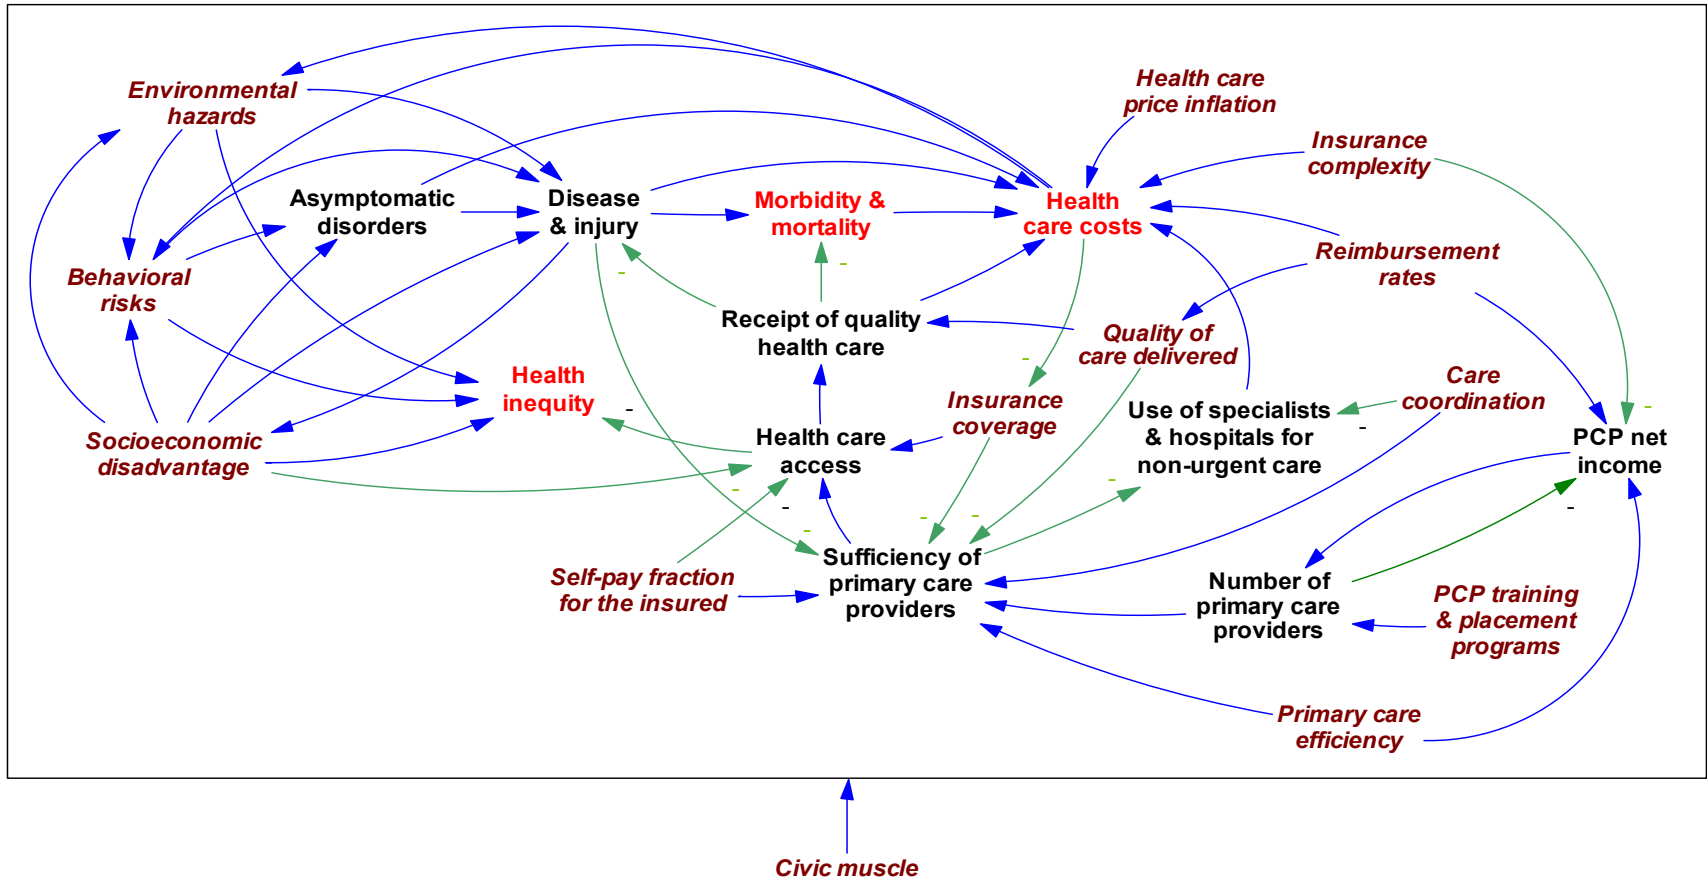 Health care
price inflation
Environmental
hazards
Insurance
complexity
Asymptomatic
disorders
Disease
& injury
Morbidity &
mortality
Health
care costs
Reimbursement
rates
Behavioral
risks
-
-
Receipt of quality
health care
Quality of
care delivered
-
Health
inequity
-
Insurance
coverage
Care
coordination
-
Use of specialists
& hospitals for
non-urgent care
-
PCP net
income
Socioeconomic
disadvantage
Health care
access
-
-
-
-
-
-
-
Self-pay fraction
for the insured
Sufficiency of
primary care
providers
Number of
primary care
providers
PCP training
& placement
programs
Primary care
efficiency
Civic muscle